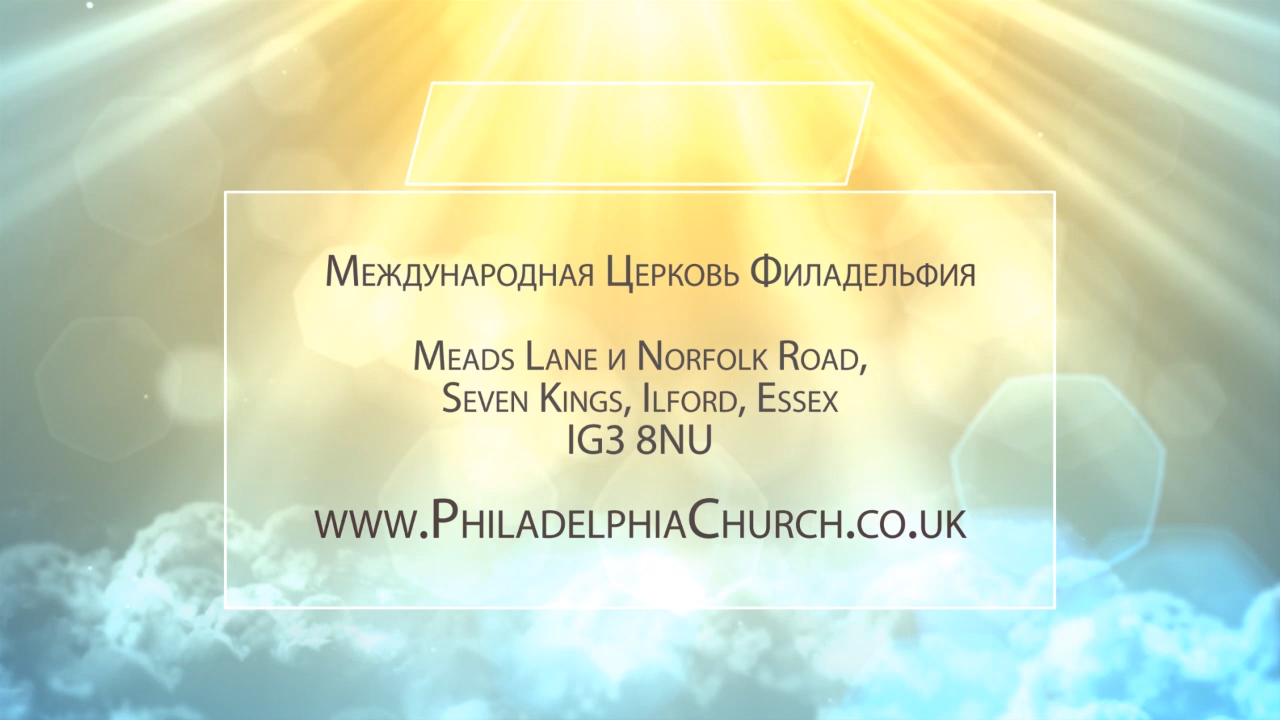 Международная Церковь Филадельфия
Meads Lane и Norfolk Road,
Seven Kings, Ilford, Essex
IG3 8NU
www.PhiladelphiaChurch.co.uk